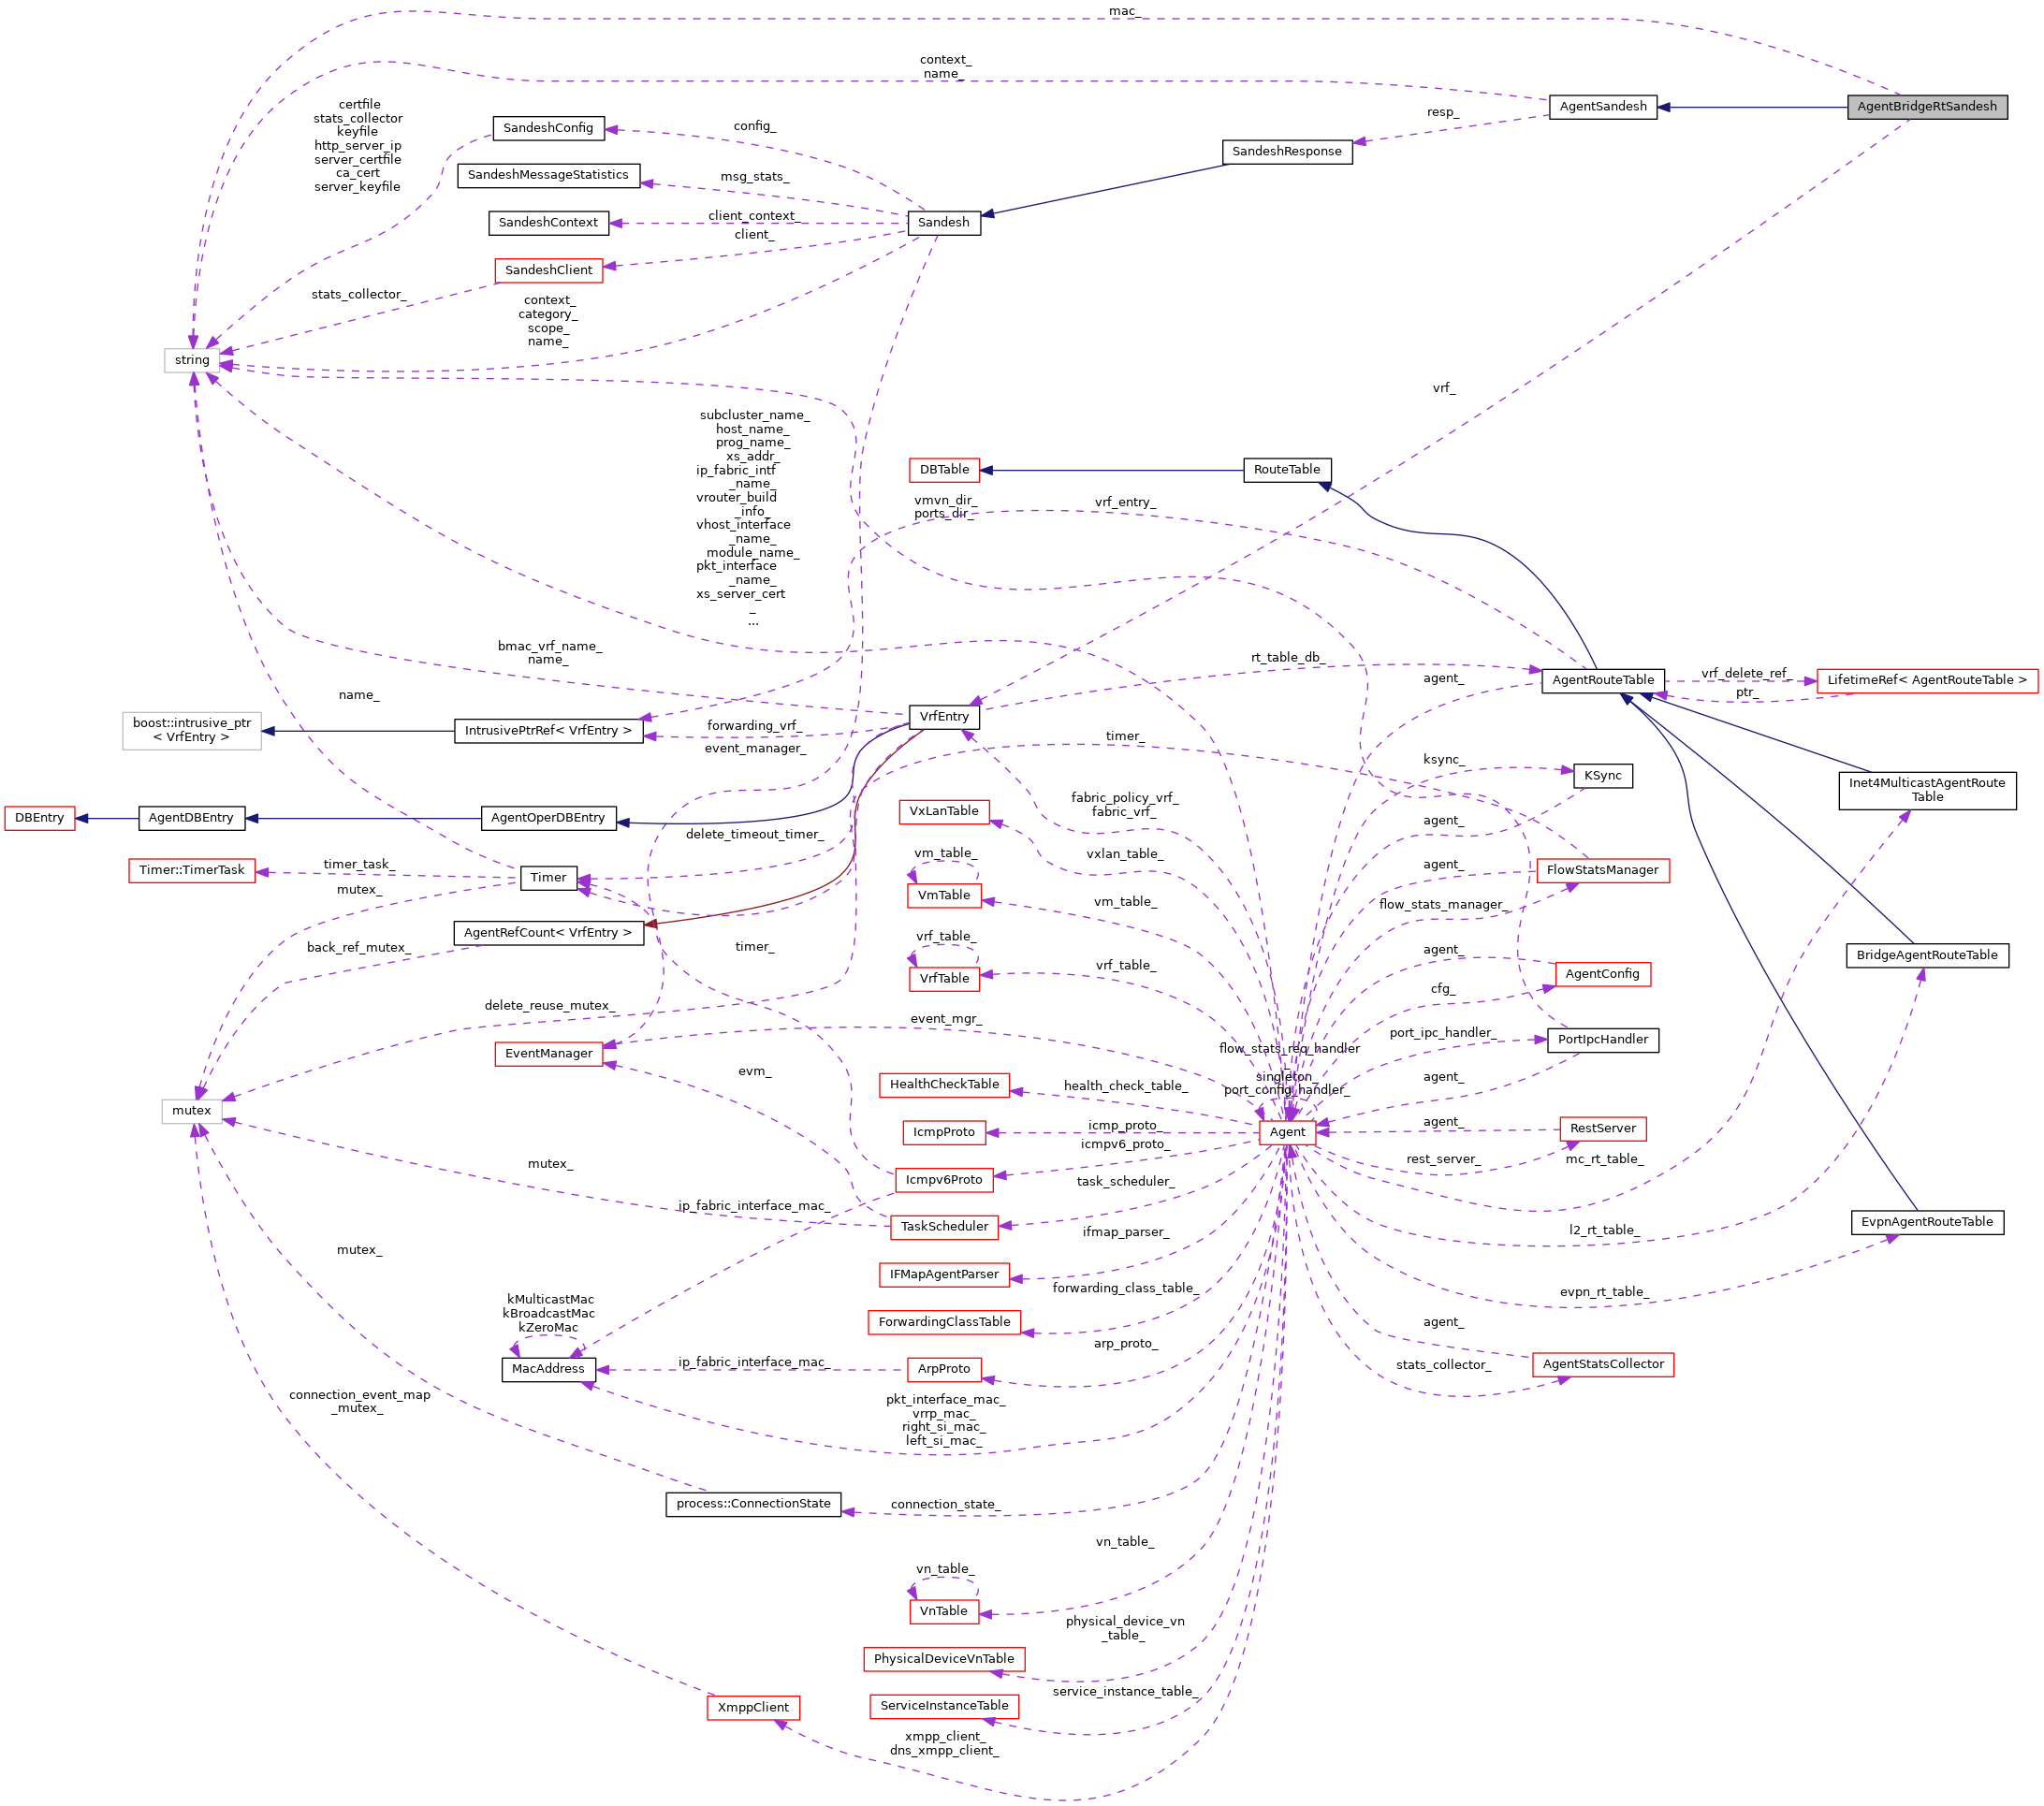 mac_
context_
name_
AgentSandesh
AgentBridgeRtSandesh
certfile
stats_collector
keyfile
http_server_ip
server_certfile
ca_cert
server_keyfile
SandeshConfig
config_
resp_
SandeshResponse
SandeshMessageStatistics
msg_stats_
SandeshContext
client_context_
Sandesh
client_
SandeshClient
stats_collector_
context_
category_
scope_
name_
string
vrf_
subcluster_name_
host_name_
prog_name_
xs_addr_
ip_fabric_intf
_name_
vrouter_build
_info_
vhost_interface
_name_
module_name_
pkt_interface
_name_
xs_server_cert
_
...
DBTable
RouteTable
vmvn_dir_
ports_dir_
vrf_entry_
bmac_vrf_name_
name_
rt_table_db_
agent_
AgentRouteTable
vrf_delete_ref_
ptr_
LifetimeRef< AgentRouteTable >
name_
boost::intrusive_ptr
< VrfEntry >
IntrusivePtrRef< VrfEntry >
forwarding_vrf_
event_manager_
VrfEntry
timer_
ksync_
KSync
Inet4MulticastAgentRoute
Table
DBEntry
AgentDBEntry
AgentOperDBEntry
delete_timeout_timer_
VxLanTable
fabric_policy_vrf_
fabric_vrf_
agent_
vxlan_table_
Timer::TimerTask
timer_task_
Timer
mutex_
vm_table_
VmTable
vm_table_
agent_
FlowStatsManager
flow_stats_manager_
AgentRefCount< VrfEntry >
back_ref_mutex_
timer_
vrf_table_
VrfTable
vrf_table_
agent_
AgentConfig
cfg_
BridgeAgentRouteTable
delete_reuse_mutex_
event_mgr_
EventManager
evm_
flow_stats_req_handler
_
singleton_
port_config_handler_
port_ipc_handler_
PortIpcHandler
agent_
mutex
HealthCheckTable
health_check_table_
IcmpProto
icmp_proto_
icmpv6_proto_
Agent
agent_
RestServer
rest_server_
mc_rt_table_
mutex_
Icmpv6Proto
ip_fabric_interface_mac_
task_scheduler_
TaskScheduler
l2_rt_table_
EvpnAgentRouteTable
mutex_
ifmap_parser_
IFMapAgentParser
forwarding_class_table_
evpn_rt_table_
kMulticastMac
kBroadcastMac
kZeroMac
ForwardingClassTable
arp_proto_
agent_
MacAddress
ip_fabric_interface_mac_
ArpProto
stats_collector_
AgentStatsCollector
connection_event_map
_mutex_
pkt_interface_mac_
vrrp_mac_
right_si_mac_
left_si_mac_
process::ConnectionState
connection_state_
vn_table_
vn_table_
VnTable
physical_device_vn
_table_
PhysicalDeviceVnTable
service_instance_table_
ServiceInstanceTable
XmppClient
xmpp_client_
dns_xmpp_client_